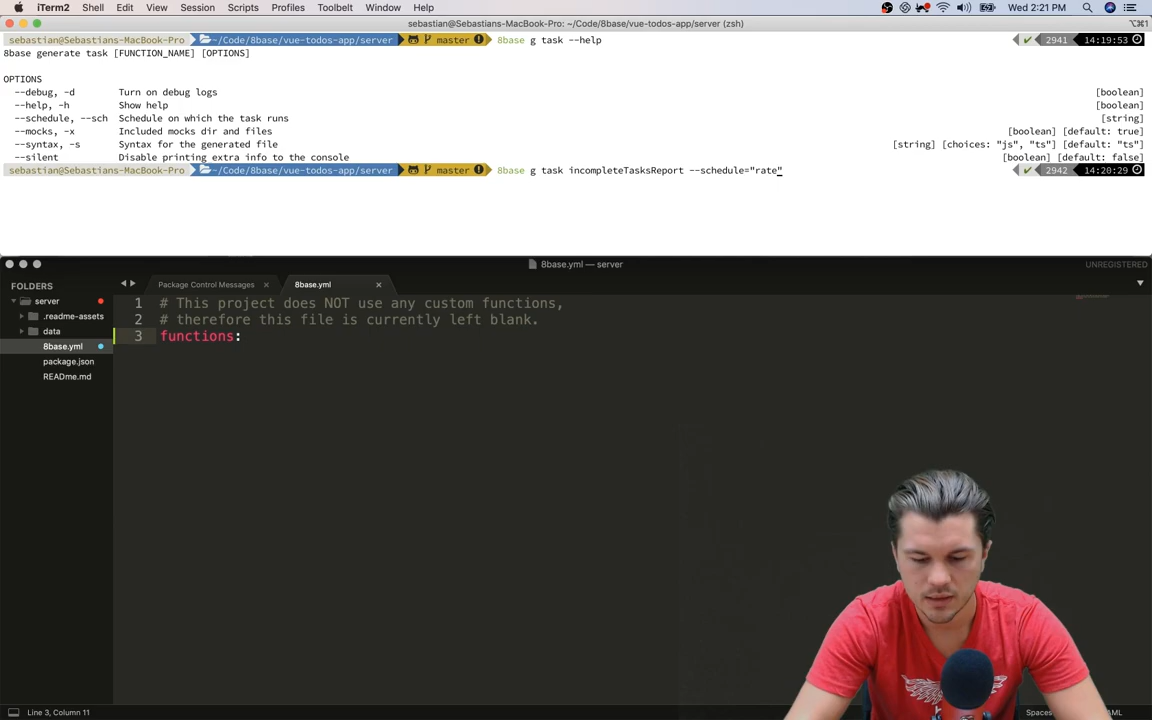 iTerm2 Shell Edit View Session Scripts Profiles Toolbelt Window Help Wed 2:21 PM
sebastian@Sebastians-MacBook-Pro: ~/Code/8base/vue-todos-app/server (zsh) ⌥⌘1
sebastian@Sebastians-MacBook-Pro ~/Code/8base/vue-todos-app/server master 8base g task --help ✔ 2941 14:19:53
8base generate task [FUNCTION_NAME] [OPTIONS]
OPTIONS
--debug, -d Turn on debug logs [boolean]
--help, -h Show help [boolean]
--schedule, --sch Schedule on which the task runs [string]
--mocks, -x Included mocks dir and files [boolean] [default: true]
--syntax, -s Syntax for the generated file [string] [choices: "js", "ts"] [default: "ts"]
--silent Disable printing extra info to the console [boolean] [default: false]
sebastian@Sebastians-MacBook-Pro ~/Code/8base/vue-todos-app/server master 8base g task incompleteTasksReport --schedule="rate" ✔ 2942 14:20:29
8base.yml — server UNREGISTERED
FOLDERS
server
.readme-assets
data
8base.yml
package.json
READme.md
Package Control Messages × 8base.yml ×
1 # This project does NOT use any custom functions,
2 # therefore this file is currently left blank.
3 functions:
Line 3, Column 11 Spaces